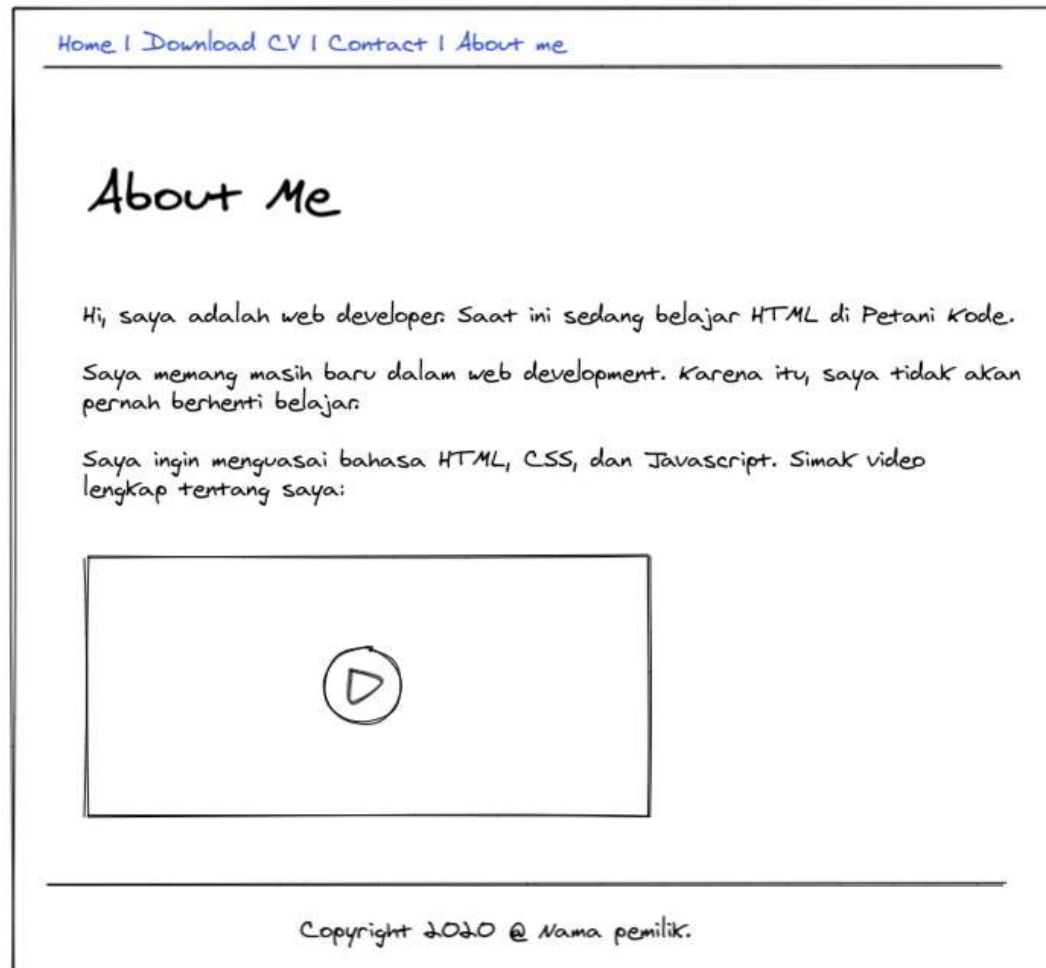 Home | Download CV | Contact | About me
About Me
Hi, saya adalah web developer. Saat ini sedang belajar HTML di Petani Kode.
Saya memang masih baru dalam web development. Karena itu, saya tidak akan
pernah berhenti belajar.
Saya ingin menguasai bahasa HTML, CSS, dan Javascript. Simak video
lengkap tentang saya:
Copyright 2020 @ Nama pemilik.